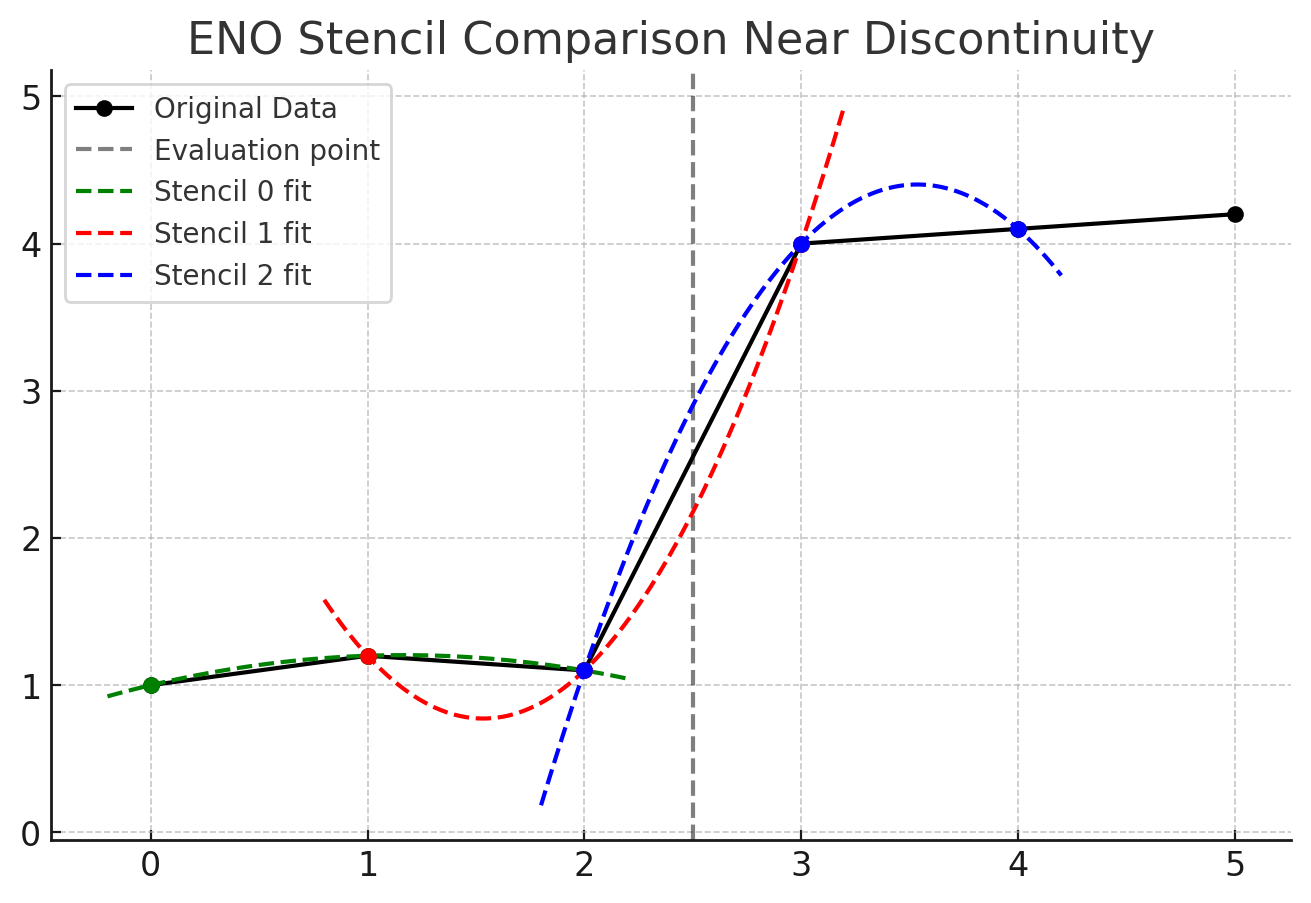 ENO Stencil Comparison Near Discontinuity
Original Data
Evaluation point
Stencil 0 fit
Stencil 1 fit
Stencil 2 fit
5
4
3
2
1
0
0 1 2 3 4 5